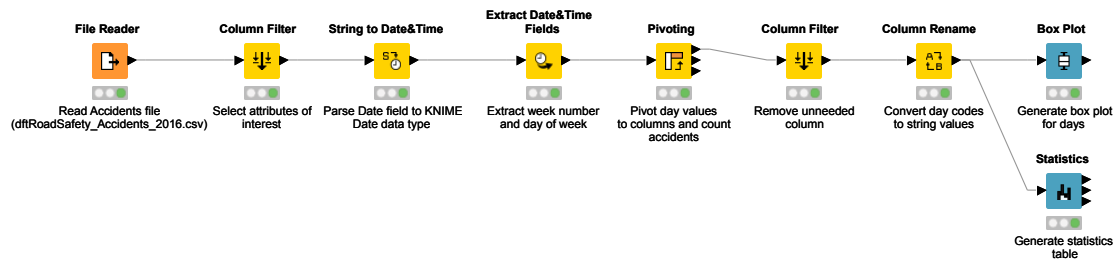 File Reader
Read Accidents file
(dftRoadSafety_Accidents_2016.csv)
Column Filter
Select attributes of
interest
String to Date&Time
S
Parse Date field to KNIME
Date data type
Extract Date&Time
Fields
Extract week number
and day of week
Pivoting
Pivot day values
to columns and count
accidents
Column Filter
Remove unneeded
column
Column Rename
A
B
Convert day codes
to string values
Box Plot
Generate box plot
for days
Statistics
Generate statistics
table